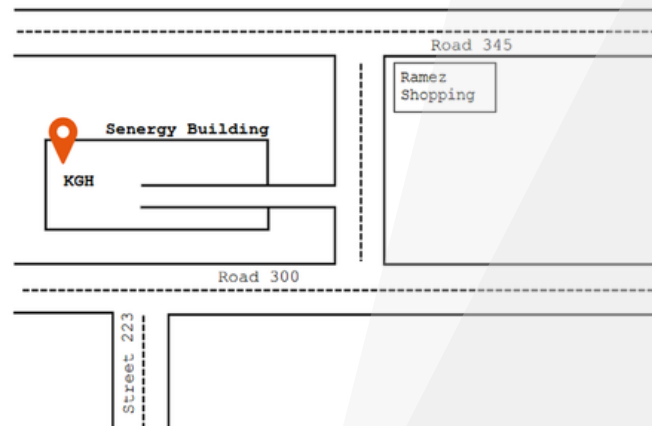 Road 345
Ramez
Shopping
Senergy Building
KGH
Road 300
Street 223